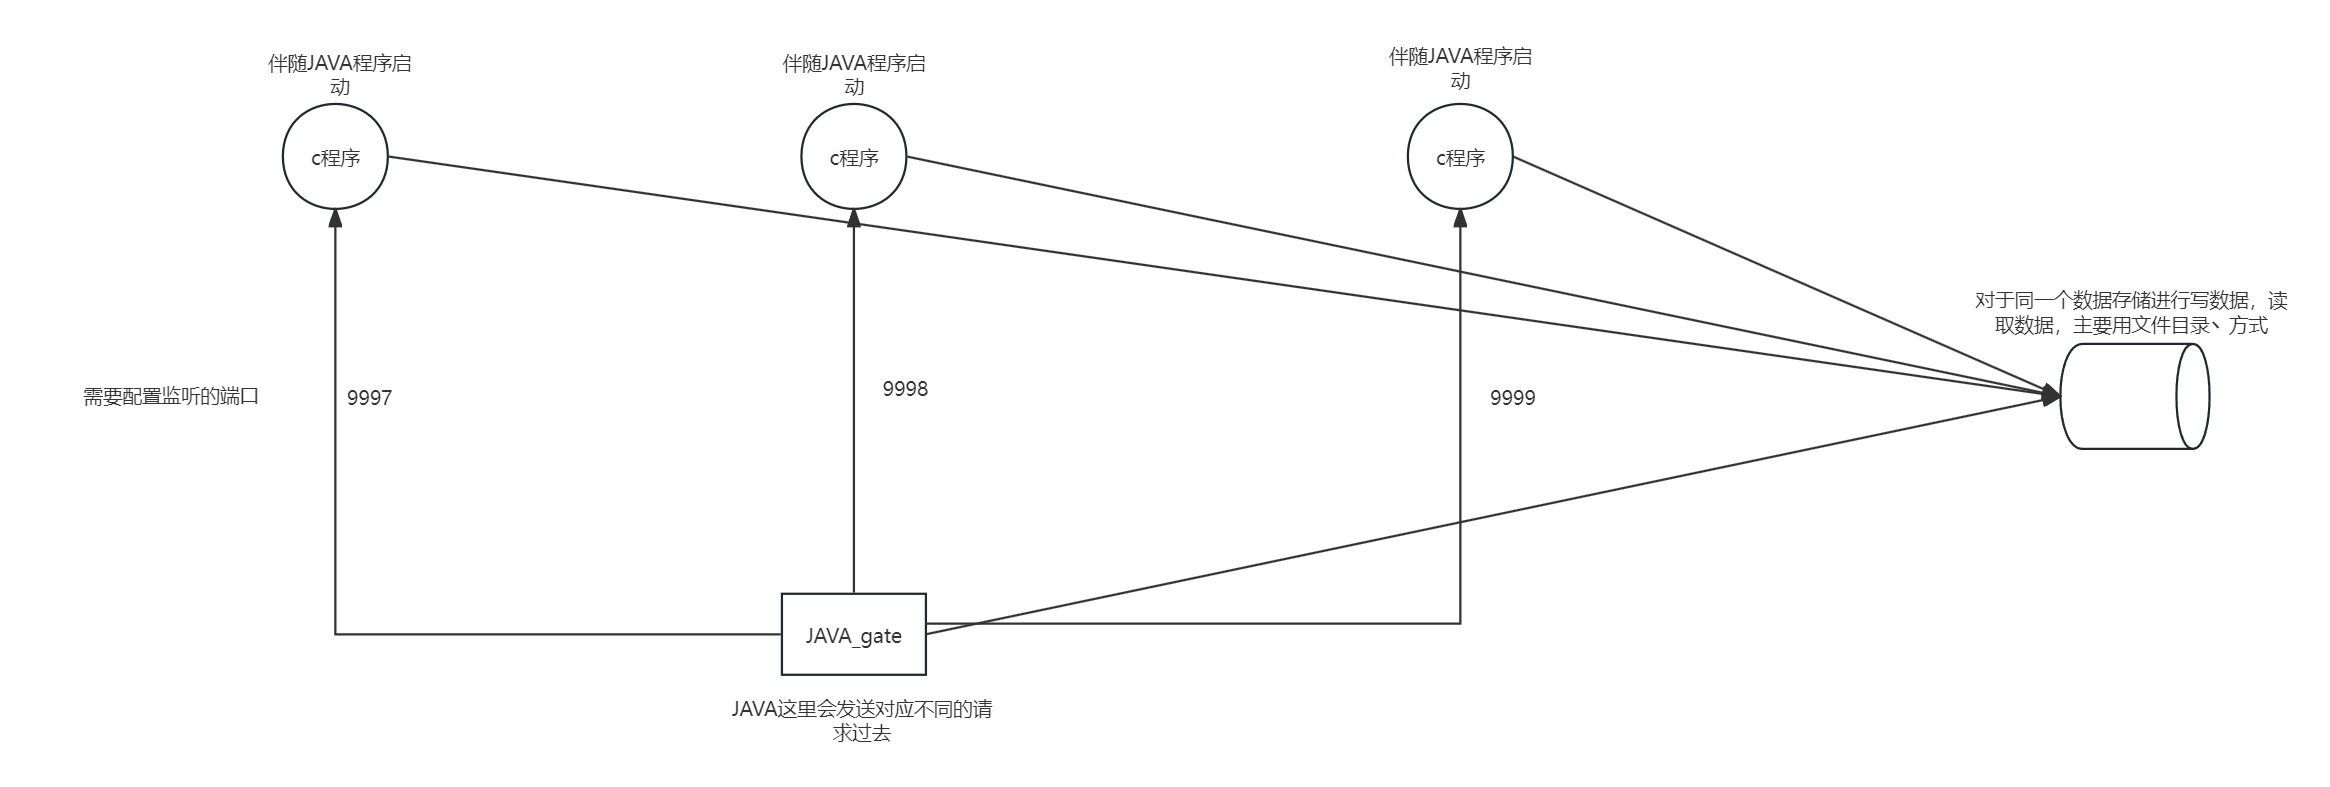 伴随JAVA程序启
动
伴随JAVA程序启
动
伴随JAVA程序启
动
c程序
c程序
c程序
对于同一个数据存储进行写数据，读
取数据，主要用文件目录、方式
需要配置监听的端口
9997
9998
9999
JAVA_gate
JAVA这里会发送对应不同的请
求过去